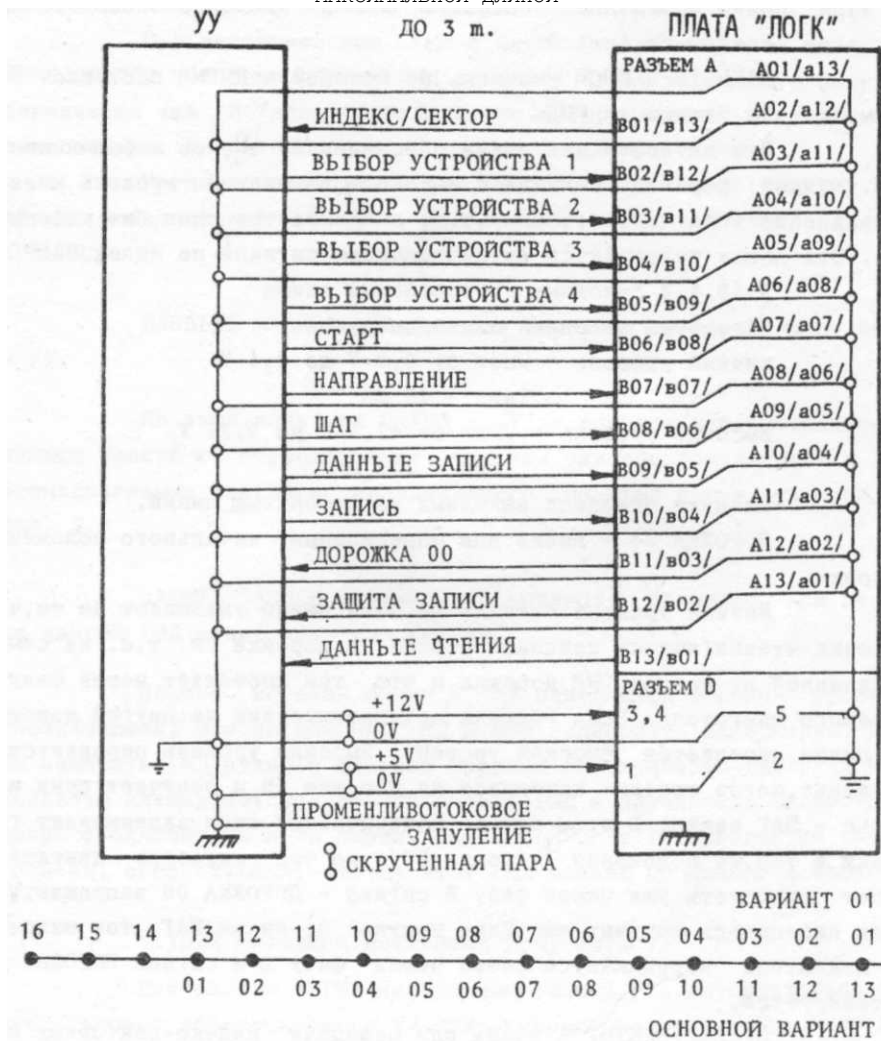 МАКСИМАЛЬНОЙ ДЛИНОЙ
УУ
ДО 3 m.
ПЛАТА "ЛОГК"
РАЗЪЕМ А
A01/a13/
ИНДЕКС/СЕКТОР
B01/в13/
A02/a12/
ВЫБОР УСТРОЙСТВА 1
B02/в12/
A03/a11/
ВЫБОР УСТРОЙСТВА 2
B03/в11/
A04/a10/
ВЫБОР УСТРОЙСТВА 3
B04/в10/
A05/a09/
ВЫБОР УСТРОЙСТВА 4
B05/в09/
A06/a08/
СТАРТ
B06/в08/
A07/a07/
НАПРАВЛЕНИЕ
B07/в07/
A08/a06/
ШАГ
B08/в06/
A09/a05/
ДАННЫЕ ЗАПИСИ
B09/в05/
A10/a04/
ЗАПИСЬ
B10/в04/
A11/a03/
ДОРОЖКА 00
B11/в03/
A12/a02/
ЗАШИТА ЗАПИСИ
B12/в02/
A13/a01/
ДАННЫЕ ЧТЕНИЯ
B13/в01/
РАЗЪЕМ D
+12V
3,4
5
0V
+5V
1
2
0V
ПРОМЕНЛИВОТОКОВОЕ
ЗАНУЛЕНИЕ
СКРУЧЕННАЯ ПАРА
ВАРИАНТ 01
16 15 14 13 12 11 10 09 08 07 06 05 04 03 02 01
01 02 03 04 05 06 07 08 09 10 11 12 13
ОСНОВНОЙ ВАРИАНТ